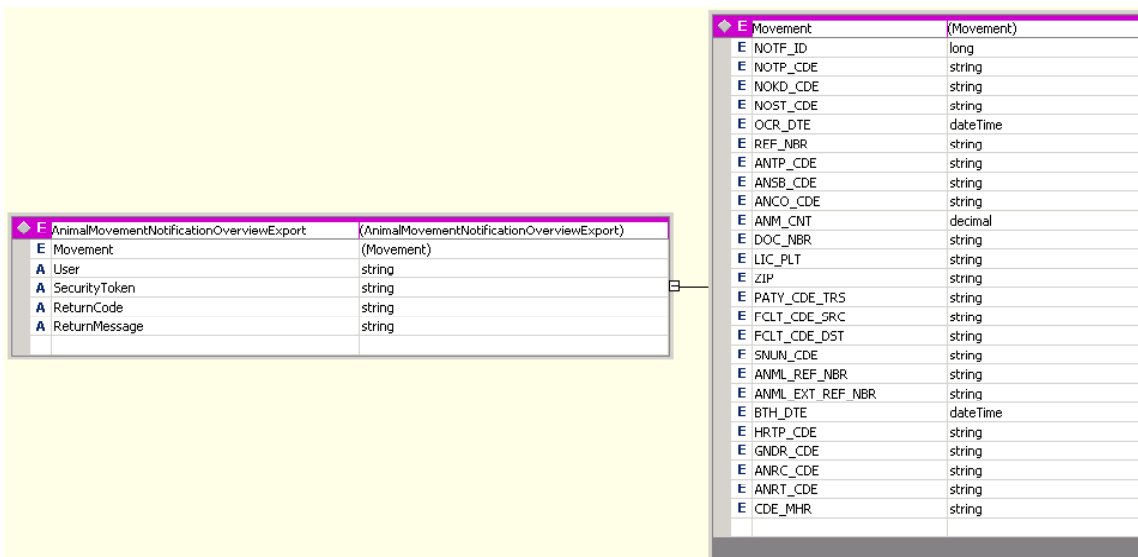 E Movement (Movement)
E NOTF_ID long
E NOTP_CDE string
E NOKD_CDE string
E NOST_CDE string
E OCR_DTE dateTime
E REF_NBR string
E ANTP_CDE string
E ANSB_CDE string
E ANCO_CDE string
E ANM_CNT decimal
E DOC_NBR string
E LIC_PLT string
E ZIP string
E PATY_CDE_TRS string
E FCLT_CDE_SRC string
E FCLT_CDE_DST string
E SNUN_CDE string
E ANML_REF_NBR string
E ANML_EXT_REF_NBR string
E BTH_DTE dateTime
E HRTP_CDE string
E GNDR_CDE string
E ANRC_CDE string
E ANRT_CDE string
E CDE_MHR string
E AnimalMovementNotificationOverviewExport (AnimalMovementNotificationOverviewExport)
E Movement (Movement)
A User string
A SecurityToken string
A ReturnCode string
A ReturnMessage string